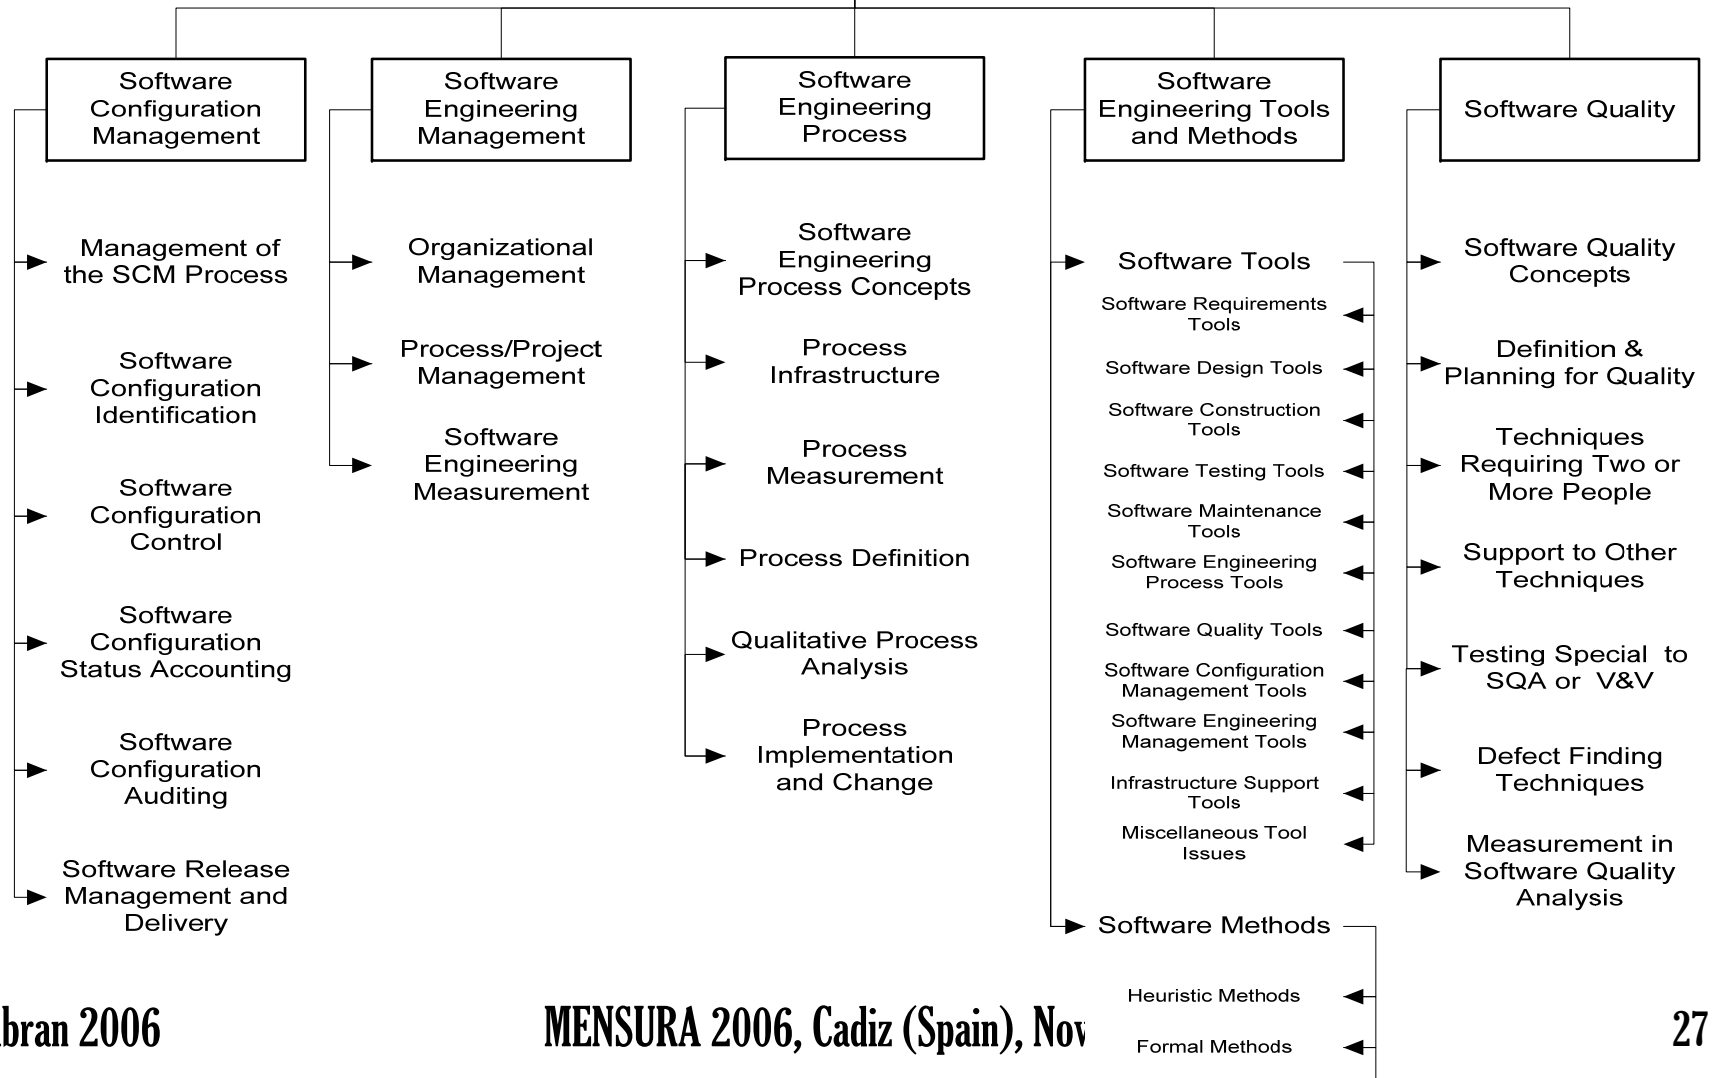 Software
Configuration
Management
Management of
the SCM Process
Software
Configuration
Identification
Software
Configuration
Control
Software
Configuration
Status Accounting
Software
Configuration
Auditing
Software Release
Management and
Delivery
Software
Engineering
Management
Organizational
Management
Process/Project
Management
Software
Engineering
Measurement
Software
Engineering
Process
Software
Engineering
Process Concepts
Process
Infrastructure
Process
Measurement
Process Definition
Qualitative Process
Analysis
Process
Implementation
and Change
Software
Engineering Tools
and Methods
Software Tools
Software Requirements
Tools
Software Design Tools
Software Construction
Tools
Software Testing Tools
Software Maintenance
Tools
Software Engineering
Process Tools
Software Quality Tools
Software Configuration
Management Tools
Software Engineering
Management Tools
Infrastructure Support
Tools
Miscellaneous Tool
Issues
Software Methods
Heuristic Methods
Formal Methods
Software Quality
Software Quality
Concepts
Definition &
Planning for Quality
Techniques
Requiring Two or
More People
Support to Other
Techniques
Testing Special to
SQA or V&V
Defect Finding
Techniques
Measurement in
Software Quality
Analysis
bran 2006
MENSURA 2006, Cadiz (Spain), Nov
27